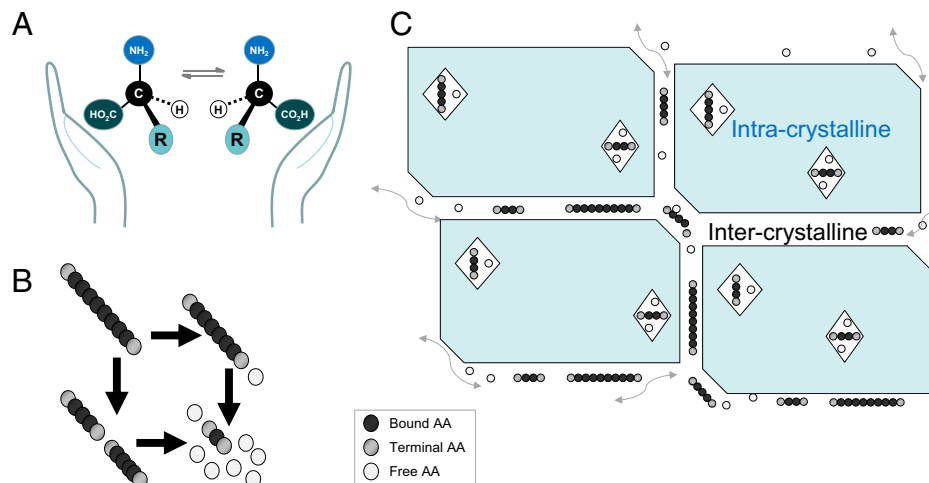 A
NH₂
NH₂
C
H
H
C
HO₂C
CO₂H
R
R
B
C
Intra-crystalline
Inter-crystalline
Bound AA
Terminal AA
Free AA